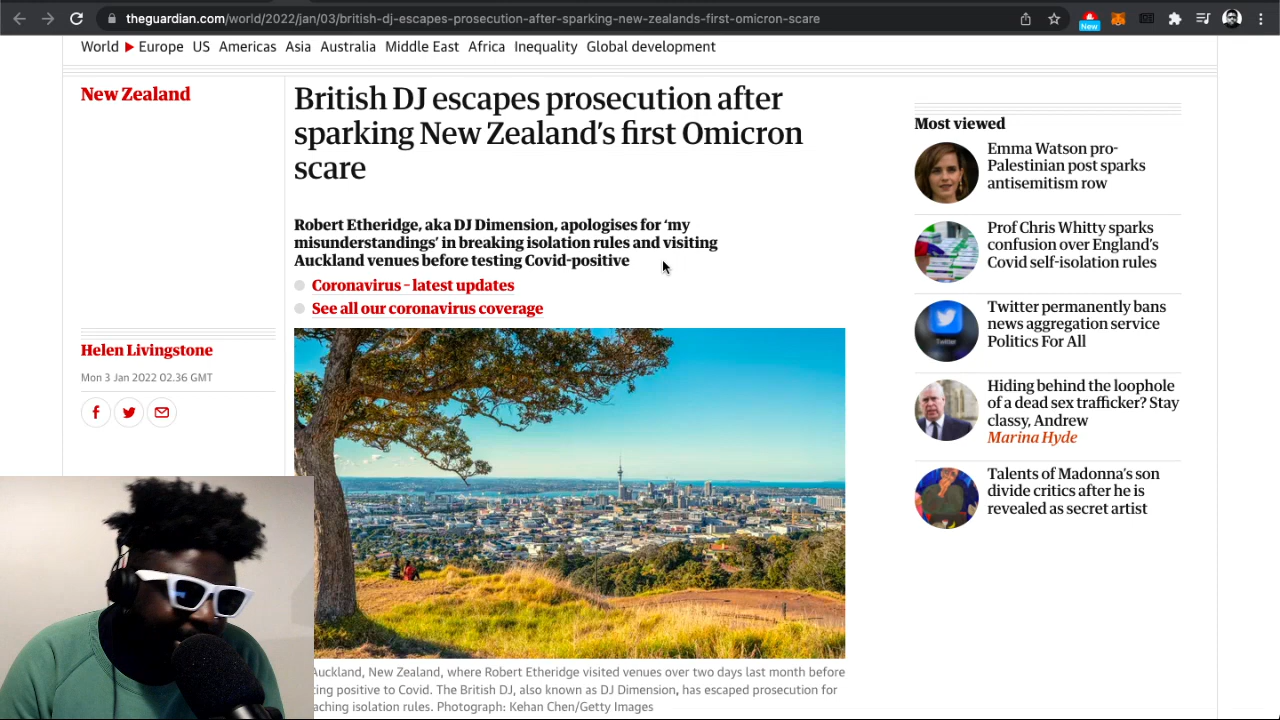 theguardian.com/world/2022/jan/03/british-dj-escapes-prosecution-after-sparking-new-zealands-first-omicron-scare
New
World Europe US Americas Asia Australia Middle East Africa Inequality Global development
New Zealand
British DJ escapes prosecution after
sparking New Zealand’s first Omicron
scare
Robert Etheridge, aka DJ Dimension, apologises for ‘my
misunderstandings’ in breaking isolation rules and visiting
Auckland venues before testing Covid-positive
Coronavirus – latest updates
See all our coronavirus coverage
Helen Livingstone
Mon 3 Jan 2022 02.36 GMT
Auckland, New Zealand, where Robert Etheridge visited venues over two days last month before
ing positive to Covid. The British DJ, also known as DJ Dimension, has escaped prosecution for
aching isolation rules. Photograph: Kehan Chen/Getty Images
Most viewed
Emma Watson pro-
Palestinian post sparks
antisemitism row
Prof Chris Whitty sparks
confusion over England’s
Covid self-isolation rules
Twitter permanently bans
news aggregation service
Politics For All
Twitter
Hiding behind the loophole
of a dead sex trafficker? Stay
classy, Andrew
Marina Hyde
Talents of Madonna’s son
divide critics after he is
revealed as secret artist